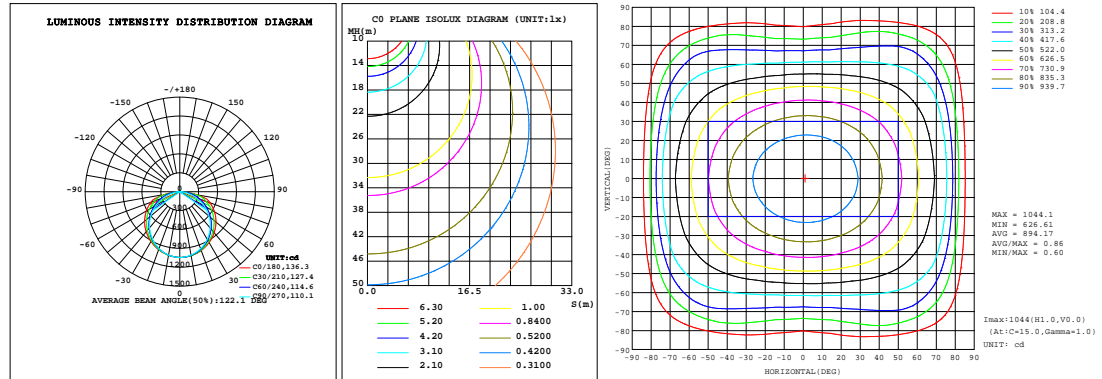 LUMINOUS INTENSITY DISTRIBUTION DIAGRAM
-/+180
-150 150
-120 120
-90 90
-60 60
-30 30
0
0
300
600
900
1200
1500
UNIT:cd
C0/180,136.3
C30/210,127.4
C60/240,114.6
C90/270,110.1
AVERAGE BEAM ANGLE(50%):122.1 DEG
C0 PLANE ISOLUX DIAGRAM (UNIT:lx)
MH(m)
10
14
18
22
26
30
34
38
42
46
50
0.0 16.5 33.0
S(m)
6.30 1.00
5.20 0.8400
4.20 0.5200
3.10 0.4200
2.10 0.3100
VERTICAL(DEG)
90
80
70
60
50
40
30
20
10
0
-10
-20
-30
-40
-50
-60
-70
-80
-90
-90 -80 -70 -60 -50 -40 -30 -20 -10 0 10 20 30 40 50 60 70 80 90
HORIZONTAL(DEG)
10% 104.4
20% 208.8
30% 313.2
40% 417.6
50% 522.0
60% 626.5
70% 730.9
80% 835.3
90% 939.7
MAX = 1044.1
MIN = 626.61
AVG = 894.17
AVG/MAX = 0.86
MIN/MAX = 0.60
Imax:1044(H1.0,V0.0)
(At:C=15.0,Gamma=1.0)
UNIT: cd